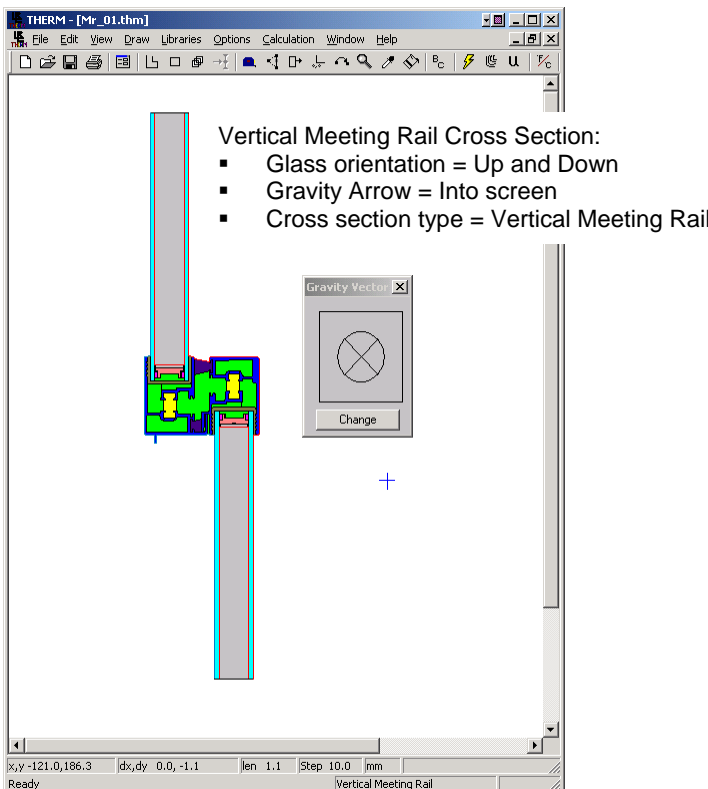 THERM - [Mr_01.thm]
File Edit View Draw Libraries Options Calculation Window Help
Vertical Meeting Rail Cross Section:
▪ Glass orientation = Up and Down
▪ Gravity Arrow = Into screen
▪ Cross section type = Vertical Meeting Rail
Gravity Vector
Change
x,y -121.0,186.3 dx,dy 0.0, -1.1 len 1.1 Step 10.0 mm
Ready Vertical Meeting Rail